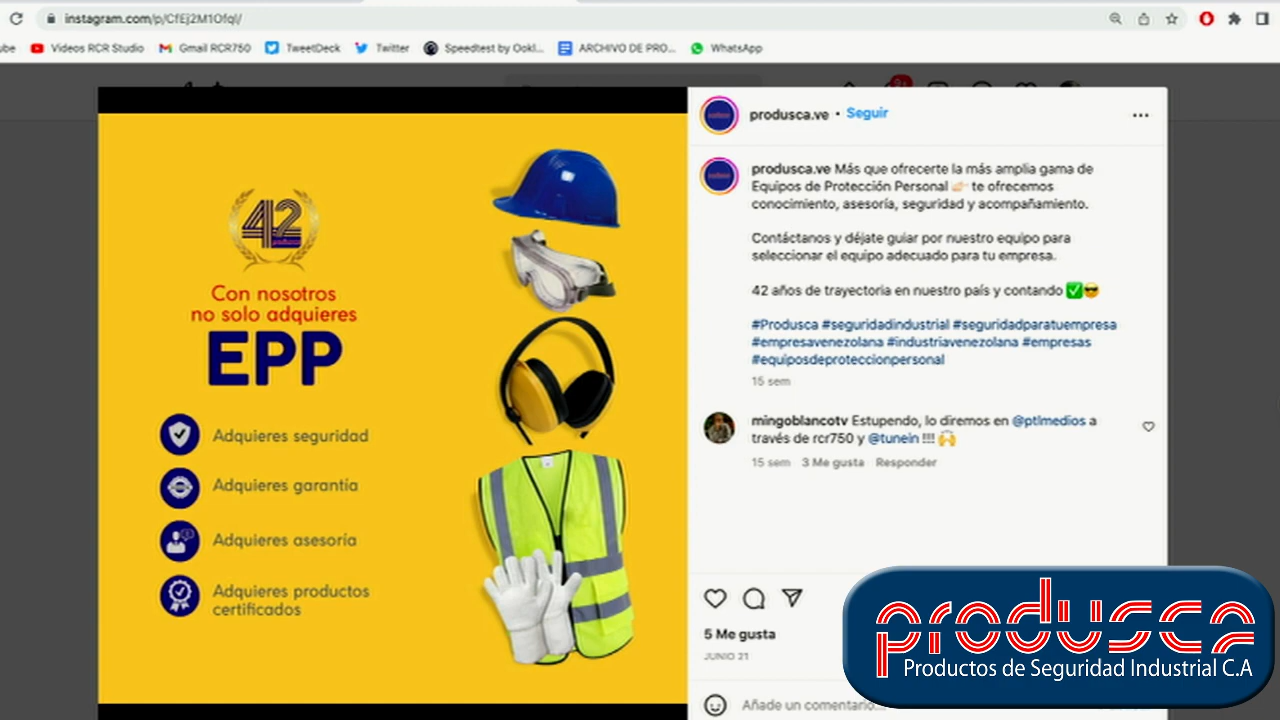 instagram.com/p/CfEj2M1Ofql/
ube Videos RCR Studio Gmail RCR750 TweetDeck Twitter Speedtest by Ookl... ARCHIVO DE PRO... WhatsApp
42
produsca
Con nosotros
no solo adquieres
EPP
Adquieres seguridad
Adquieres garantía
Adquieres asesoría
Adquieres productos
certificados
produsca.ve • Seguir
produsca.ve Más que ofrecerte la más amplia gama de
Equipos de Protección Personal 👉🏻 te ofrecemos
conocimiento, asesoría, seguridad y acompañamiento.
Contáctanos y déjate guiar por nuestro equipo para
seleccionar el equipo adecuado para tu empresa.
42 años de trayectoria en nuestro país y contando ✅😎
#Produsca #seguridadindustrial #seguridadparatuempresa
#empresavenezolana #industriavenezolana #empresas
#equiposdeproteccionpersonal
15 sem
mingoblancotv Estupendo, lo diremos en @ptlmedios a
través de rcr750 y @tunein !!! 🙌
15 sem 3 Me gusta Responder
5 Me gusta
JUNIO 21
Añade un comentario...
produsca
Productos de Seguridad Industrial C.A